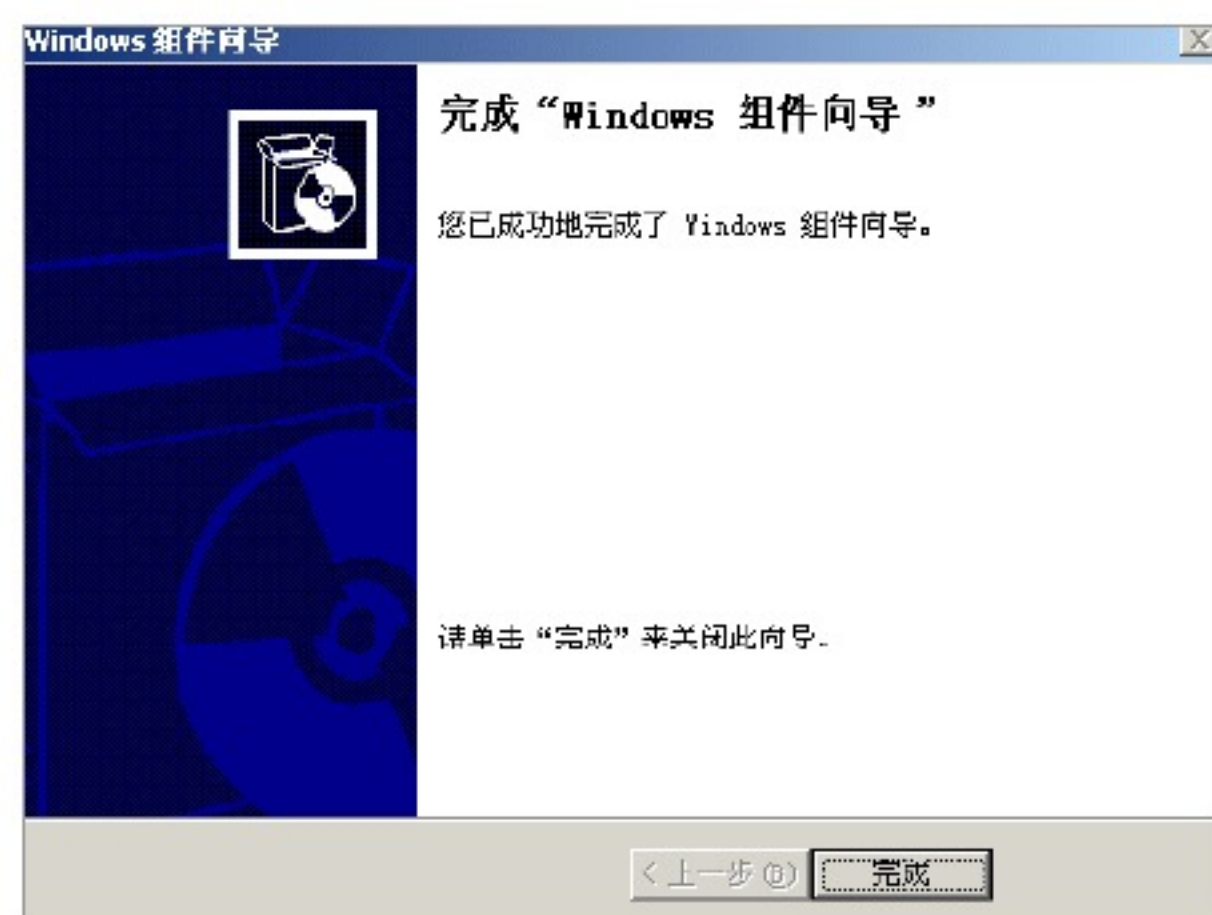 Windows 组件向导
完成“Windows 组件向导”
您已成功地完成了 Windows 组件向导。
请单击“完成”来关闭此向导。
< 上一步(B)
完成